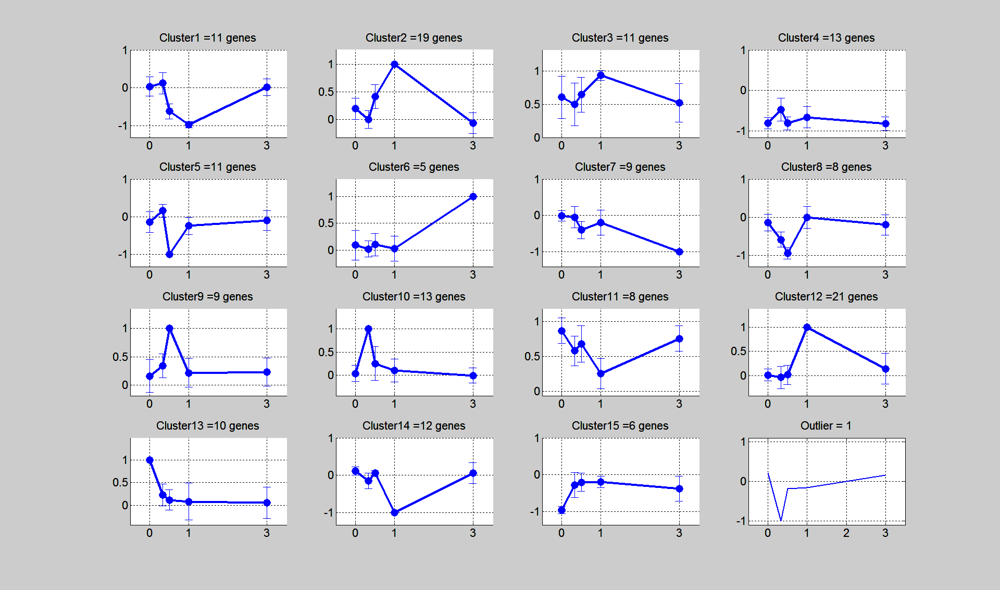 Cluster1 =11 genes
1
0
-1
0 1 3
Cluster2 =19 genes
1
0.5
0
0 1 3
Cluster3 =11 genes
1
0.5
0
0 1 3
Cluster4 =13 genes
1
0
-1
0 1 3
Cluster5 =11 genes
1
0
-1
0 1 3
Cluster6 =5 genes
1
0.5
0
0 1 3
Cluster7 =9 genes
1
0
-1
0 1 3
Cluster8 =8 genes
1
0
-1
0 1 3
Cluster9 =9 genes
1
0.5
0
0 1 3
Cluster10 =13 genes
1
0.5
0
0 1 3
Cluster11 =8 genes
1
0.5
0
0 1 3
Cluster12 =21 genes
1
0.5
0
0 1 3
Cluster13 =10 genes
1
0.5
0
0 1 3
Cluster14 =12 genes
1
0
-1
0 1 3
Cluster15 =6 genes
1
0
-1
0 1 3
Outlier = 1
1
0
-1
0 1 2 3